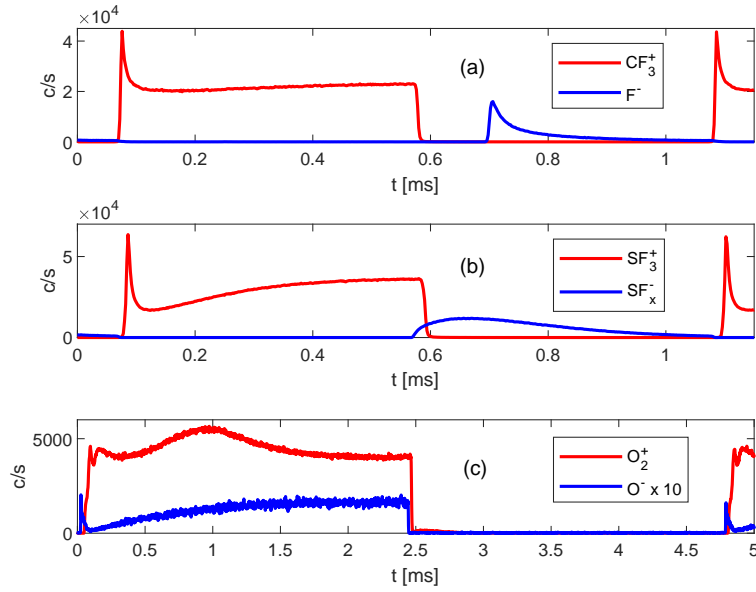 ×10⁴
4
2
0
c/s
(a)
CF₃⁺
F⁻
0 0.2 0.4 0.6 0.8 1
t [ms]
×10⁴
5
0
c/s
(b)
SF₃⁺
SFₓ⁻
0 0.2 0.4 0.6 0.8 1
t [ms]
5000
0
c/s
(c)
O₂⁺
O⁻ x 10
0 0.5 1 1.5 2 2.5 3 3.5 4 4.5 5
t [ms]